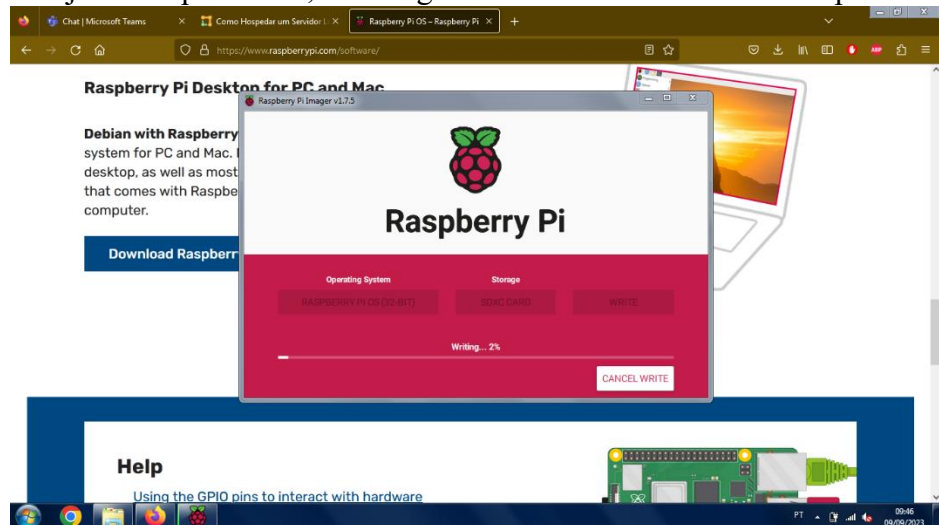 Chat | Microsoft Teams
Como Hospedar um Servidor
Raspberry Pi OS – Raspberry Pi
https://www.raspberrypi.com/software/
Raspberry Pi Desktop for PC and Mac
Raspberry Pi Imager v1.7.5
Debian with Raspberry
system for PC and Mac.
desktop, as well as most
that comes with
computer.
Raspberry Pi
Download
Operating System
Storage
RASPBERRY PI OS (32-BIT)
SDXC CARD
WRITE
Writing... 2%
CANCEL WRITE
Help
Using the GPIO pins to interact with hardware
PT
09:46
09/09/2023